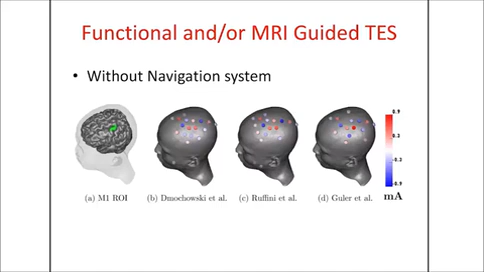 Functional and/or MRI Guided TES
• Without Navigation system
(a) M1 ROI (b) Dmochowski et al. (c) Ruffini et al. (d) Guler et al.
0.9
0.2
-0.2
-0.9
mA